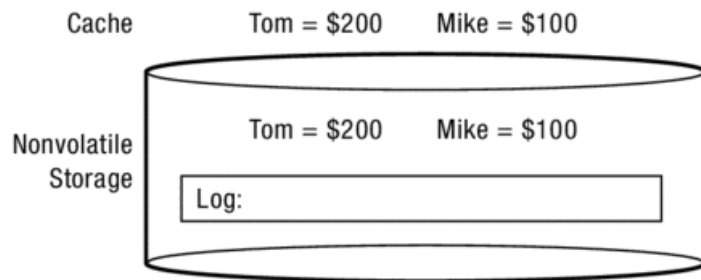 Cache Tom = $200 Mike = $100
Tom = $200 Mike = $100
Nonvolatile
Storage
Log: